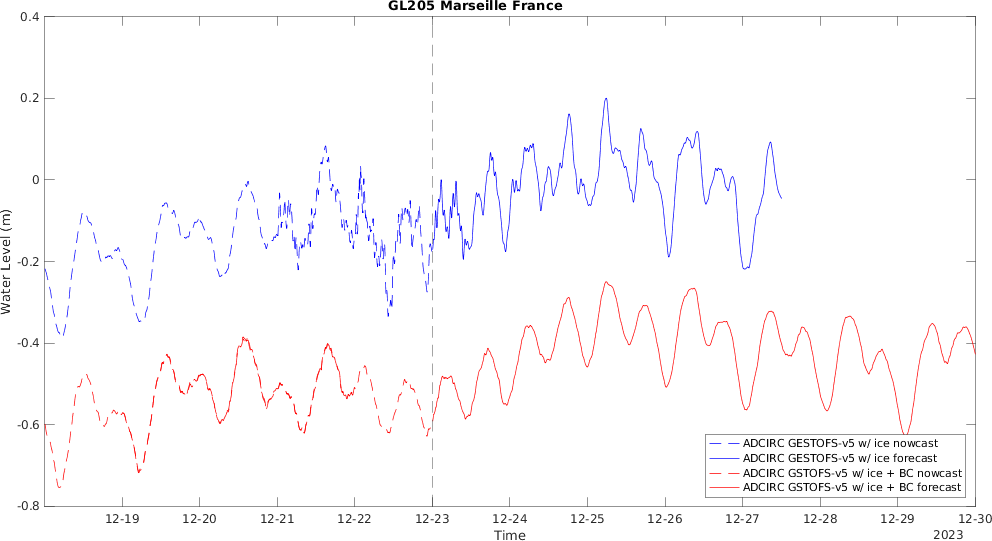 GL205 Marseille France
0.4
0.2
0
-0.2
-0.4
-0.6
-0.8
Water Level (m)
ADCIRC GESTOFS-v5 w/ ice nowcast
ADCIRC GESTOFS-v5 w/ ice forecast
ADCIRC GSTOFS-v5 w/ ice + BC nowcast
ADCIRC GSTOFS-v5 w/ ice + BC forecast
12-19 12-20 12-21 12-22 12-23 12-24 12-25 12-26 12-27 12-28 12-29 12-30
Time
2023